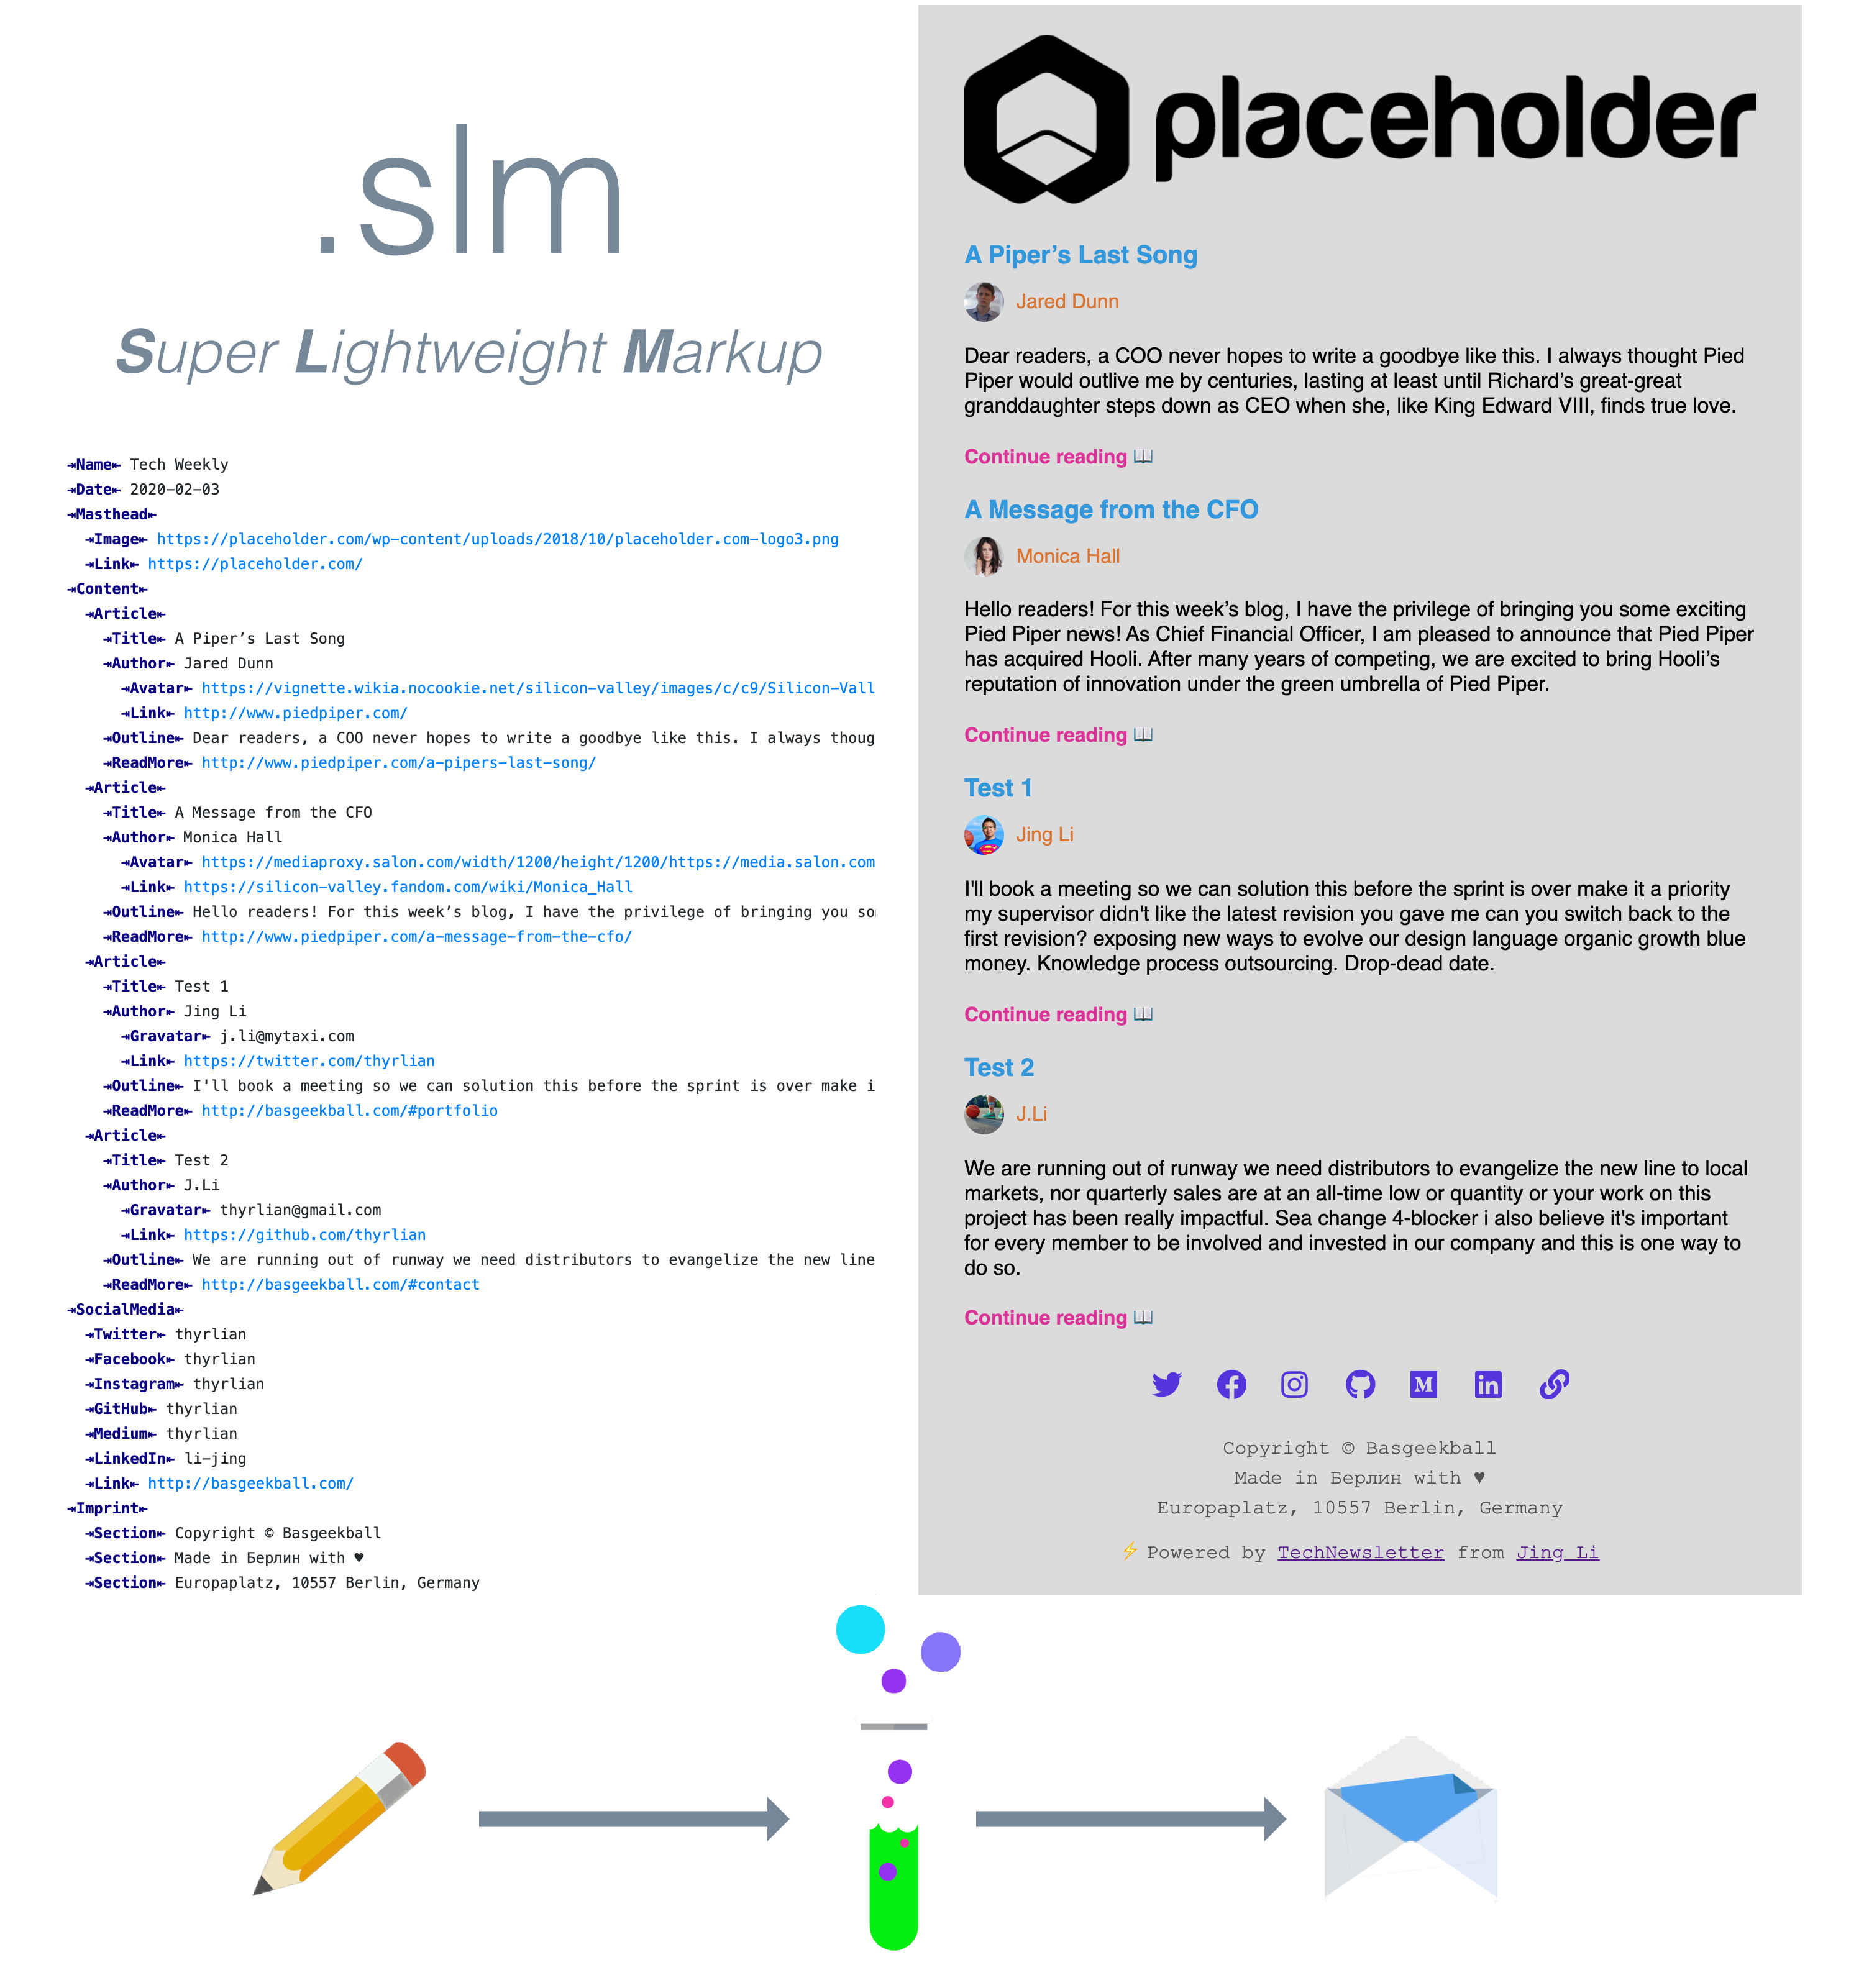 .slm
Super Lightweight Markup
⇥Name⇤ Tech Weekly
⇥Date⇤ 2020-02-03
⇥Masthead⇤
⇥Image⇤ https://placeholder.com/wp-content/uploads/2018/10/placeholder.com-logo3.png
⇥Link⇤ https://placeholder.com/
⇥Content⇤
⇥Article⇤
⇥Title⇤ A Piper’s Last Song
⇥Author⇤ Jared Dunn
⇥Avatar⇤ https://vignette.wikia.nocookie.net/silicon-valley/images/c/c9/Silicon-Vall
⇥Link⇤ http://www.piedpiper.com/
⇥Outline⇤ Dear readers, a COO never hopes to write a goodbye like this. I always thoug
⇥ReadMore⇤ http://www.piedpiper.com/a-pipers-last-song/
⇥Article⇤
⇥Title⇤ A Message from the CFO
⇥Author⇤ Monica Hall
⇥Avatar⇤ https://mediaproxy.salon.com/width/1200/height/1200/https://media.salon.com
⇥Link⇤ https://silicon-valley.fandom.com/wiki/Monica_Hall
⇥Outline⇤ Hello readers! For this week’s blog, I have the privilege of bringing you so
⇥ReadMore⇤ http://www.piedpiper.com/a-message-from-the-cfo/
⇥Article⇤
⇥Title⇤ Test 1
⇥Author⇤ Jing Li
⇥Gravatar⇤ j.li@mytaxi.com
⇥Link⇤ https://twitter.com/thyrlian
⇥Outline⇤ I'll book a meeting so we can solution this before the sprint is over make i
⇥ReadMore⇤ http://basgeekball.com/#portfolio
⇥Article⇤
⇥Title⇤ Test 2
⇥Author⇤ J.Li
⇥Gravatar⇤ thyrlian@gmail.com
⇥Link⇤ https://github.com/thyrlian
⇥Outline⇤ We are running out of runway we need distributors to evangelize the new line
⇥ReadMore⇤ http://basgeekball.com/#contact
⇥SocialMedia⇤
⇥Twitter⇤ thyrlian
⇥Facebook⇤ thyrlian
⇥Instagram⇤ thyrlian
⇥GitHub⇤ thyrlian
⇥Medium⇤ thyrlian
⇥LinkedIn⇤ li-jing
⇥Link⇤ http://basgeekball.com/
⇥Imprint⇤
⇥Section⇤ Copyright © Basgeekball
⇥Section⇤ Made in Берлин with ♥
⇥Section⇤ Europaplatz, 10557 Berlin, Germany
placeholder
A Piper’s Last Song
Jared Dunn
Dear readers, a COO never hopes to write a goodbye like this. I always thought Pied
Piper would outlive me by centuries, lasting at least until Richard’s great-great
granddaughter steps down as CEO when she, like King Edward VIII, finds true love.
Continue reading 📖
A Message from the CFO
Monica Hall
Hello readers! For this week’s blog, I have the privilege of bringing you some exciting
Pied Piper news! As Chief Financial Officer, I am pleased to announce that Pied Piper
has acquired Hooli. After many years of competing, we are excited to bring Hooli’s
reputation of innovation under the green umbrella of Pied Piper.
Continue reading 📖
Test 1
Jing Li
I'll book a meeting so we can solution this before the sprint is over make it a priority
my supervisor didn't like the latest revision you gave me can you switch back to the
first revision? exposing new ways to evolve our design language organic growth blue
money. Knowledge process outsourcing. Drop-dead date.
Continue reading 📖
Test 2
J.Li
We are running out of runway we need distributors to evangelize the new line to local
markets, nor quarterly sales are at an all-time low or quantity or your work on this
project has been really impactful. Sea change 4-blocker i also believe it's important
for every member to be involved and invested in our company and this is one way to
do so.
Continue reading 📖
Copyright © Basgeekball
Made in Берлин with ♥
Europaplatz, 10557 Berlin, Germany
⚡ Powered by TechNewsletter from Jing Li